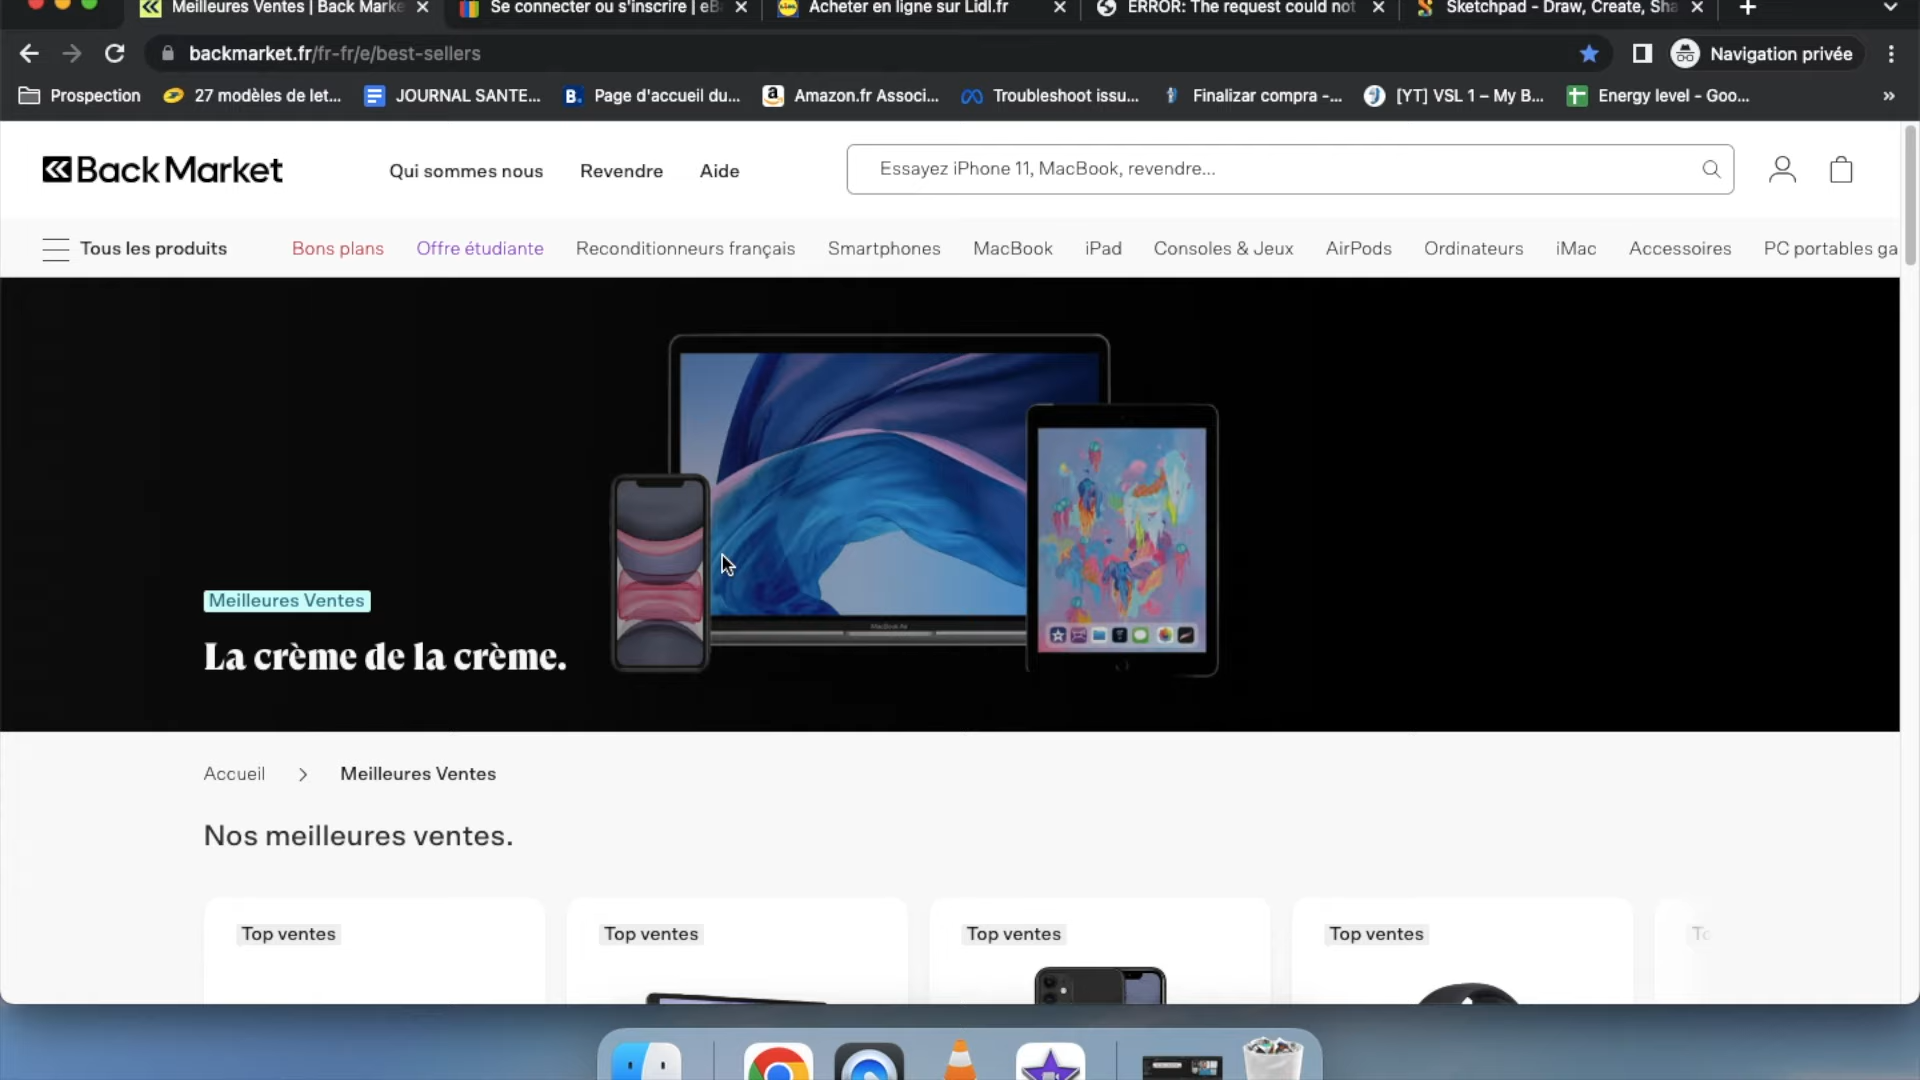 Meilleures Ventes | Back Marke
Se connecter ou s'inscrire | eB
Acheter en ligne sur Lidl.fr
ERROR: The request could not
Sketchpad - Draw, Create, Sha
backmarket.fr/fr-fr/e/best-sellers
Navigation privée
Prospection
27 modèles de let...
JOURNAL SANTE...
B. Page d'accueil du...
Amazon.fr Associ...
Troubleshoot issu...
Finalizar compra -...
[YT] VSL 1 – My B...
Energy level - Goo...
Back Market
Qui sommes nous
Revendre
Aide
Essayez iPhone 11, MacBook, revendre...
Tous les produits
Bons plans
Offre étudiante
Reconditionneurs français
Smartphones
MacBook
iPad
Consoles & Jeux
AirPods
Ordinateurs
iMac
Accessoires
PC portables ga
MacBook Air
Meilleures Ventes
La crème de la crème.
Accueil
Meilleures Ventes
Nos meilleures ventes.
Top ventes
Top ventes
Top ventes
Top ventes
To